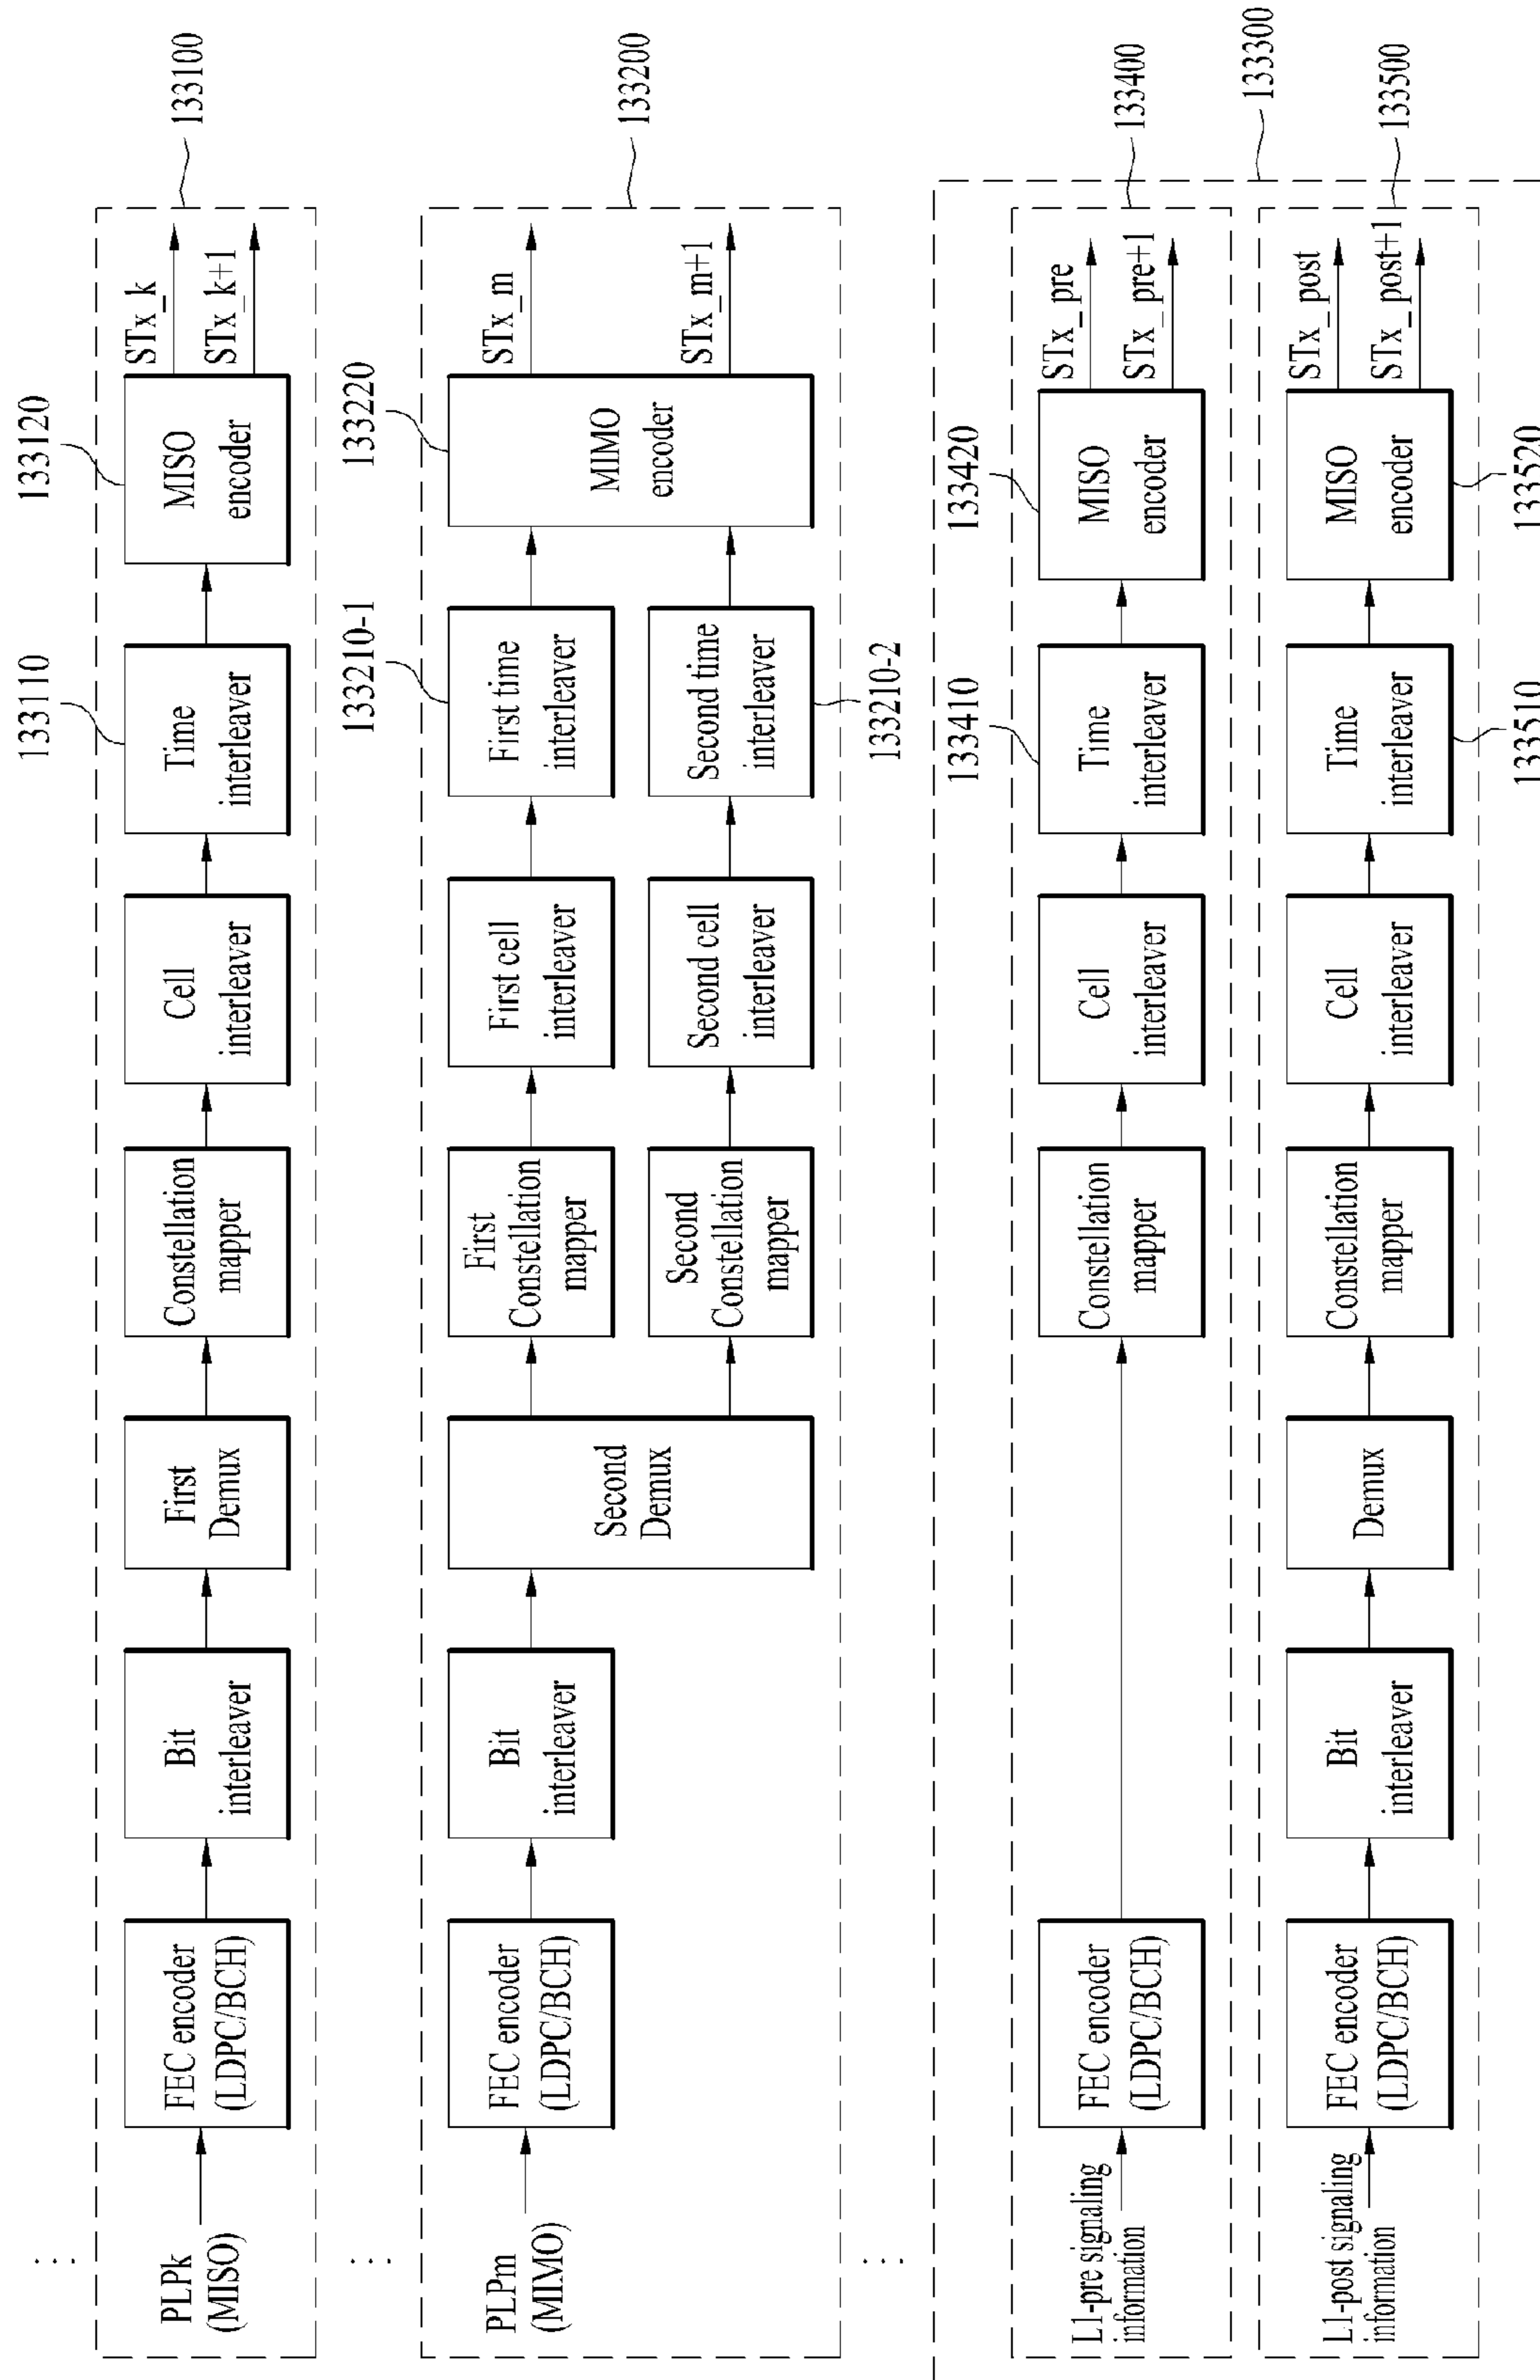 133110
133120
133100
PLPk
(MISO)
FEC encoder
(LDPC/BCH)
Bit
interleaver
First
Demux
Constellation
mapper
Cell
interleaver
Time
interleaver
MISO
encoder
STx_k
STx_k+1
133210-1
133220
133200
PLPm
(MIMO)
FEC encoder
(LDPC/BCH)
Bit
interleaver
Second
Demux
First
Constellation
mapper
First cell
interleaver
First time
interleaver
MIMO
encoder
STx_m
Second
Constellation
mapper
Second cell
interleaver
Second time
interleaver
STx_m+1
133210-2
133410
133420
133400
L1-pre signaling
information
FEC encoder
(LDPC/BCH)
Constellation
mapper
Cell
interleaver
Time
interleaver
MISO
encoder
STx_pre
STx_pre+1
133300
L1-post signaling
information
FEC encoder
(LDPC/BCH)
Bit
interleaver
Demux
Constellation
mapper
Cell
interleaver
Time
interleaver
MISO
encoder
STx_post
STx_post+1
133500
133510
133520